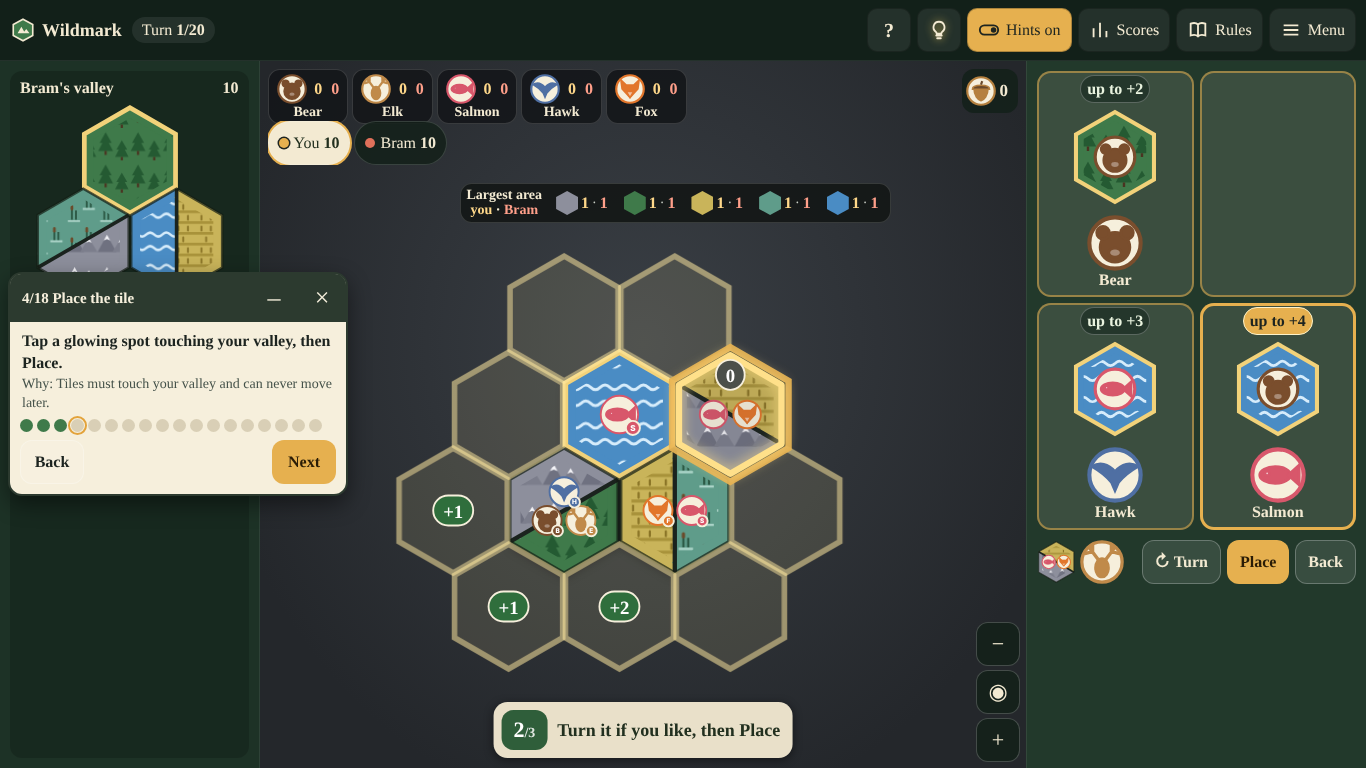 Wildmark
Turn 1/20
?
Hints on
Scores
Rules
Menu
Bram's valley 10
0 0
Bear
0 0
Elk
0 0
Salmon
0 0
Hawk
0 0
Fox
0
You 10
Bram 10
Largest area
you · Bram
1 · 1
1 · 1
1 · 1
1 · 1
1 · 1
4/18 Place the tile
Tap a glowing spot touching your valley, then
Place.
Why: Tiles must touch your valley and can never move
later.
Back
Next
0
S
H
B
E
F
S
+1
+1
+2
2/3 Turn it if you like, then Place
−
+
up to +2
Bear
up to +3
Hawk
up to +4
Salmon
Turn
Place
Back